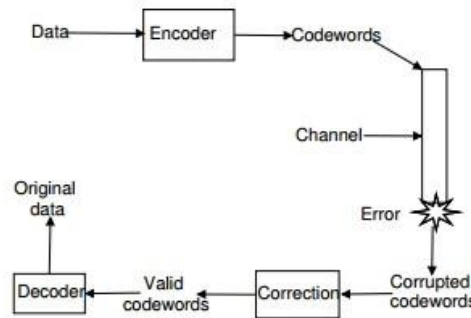 Data
Encoder
Codewords
Channel
Error
Corrupted
codewords
Correction
Valid
codewords
Decoder
Original
data